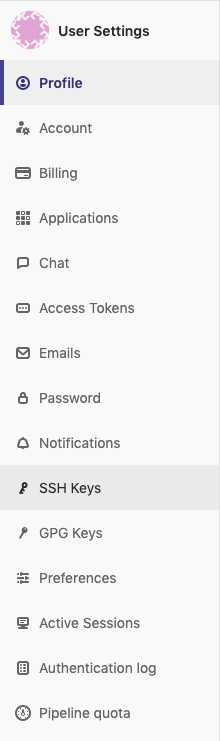 User Settings
Profile
Account
Billing
Applications
Chat
Access Tokens
Emails
Password
Notifications
SSH Keys
GPG Keys
Preferences
Active Sessions
Authentication log
Pipeline quota